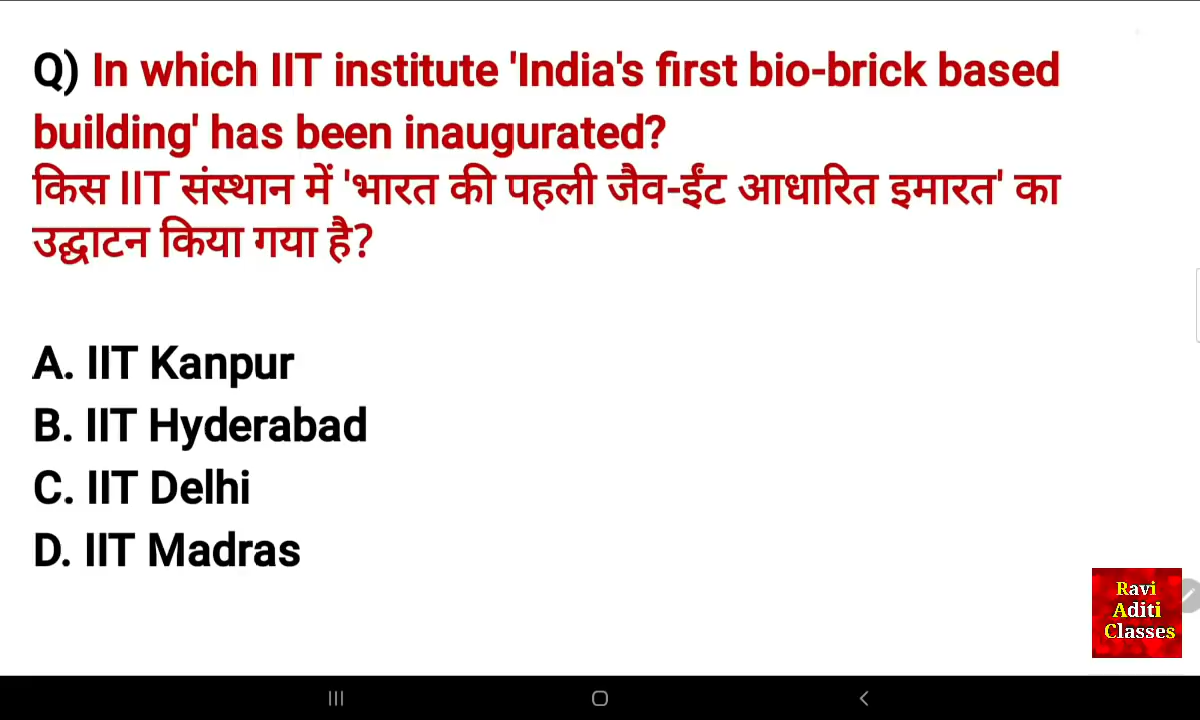 Q) In which IIT institute 'India's first bio-brick based
building' has been inaugurated?
किस IIT संस्थान में 'भारत की पहली जैव-ईंट आधारित इमारत' का
उद्घाटन किया गया है?
A. IIT Kanpur
B. IIT Hyderabad
C. IIT Delhi
D. IIT Madras
Ravi
Aditi
Classes